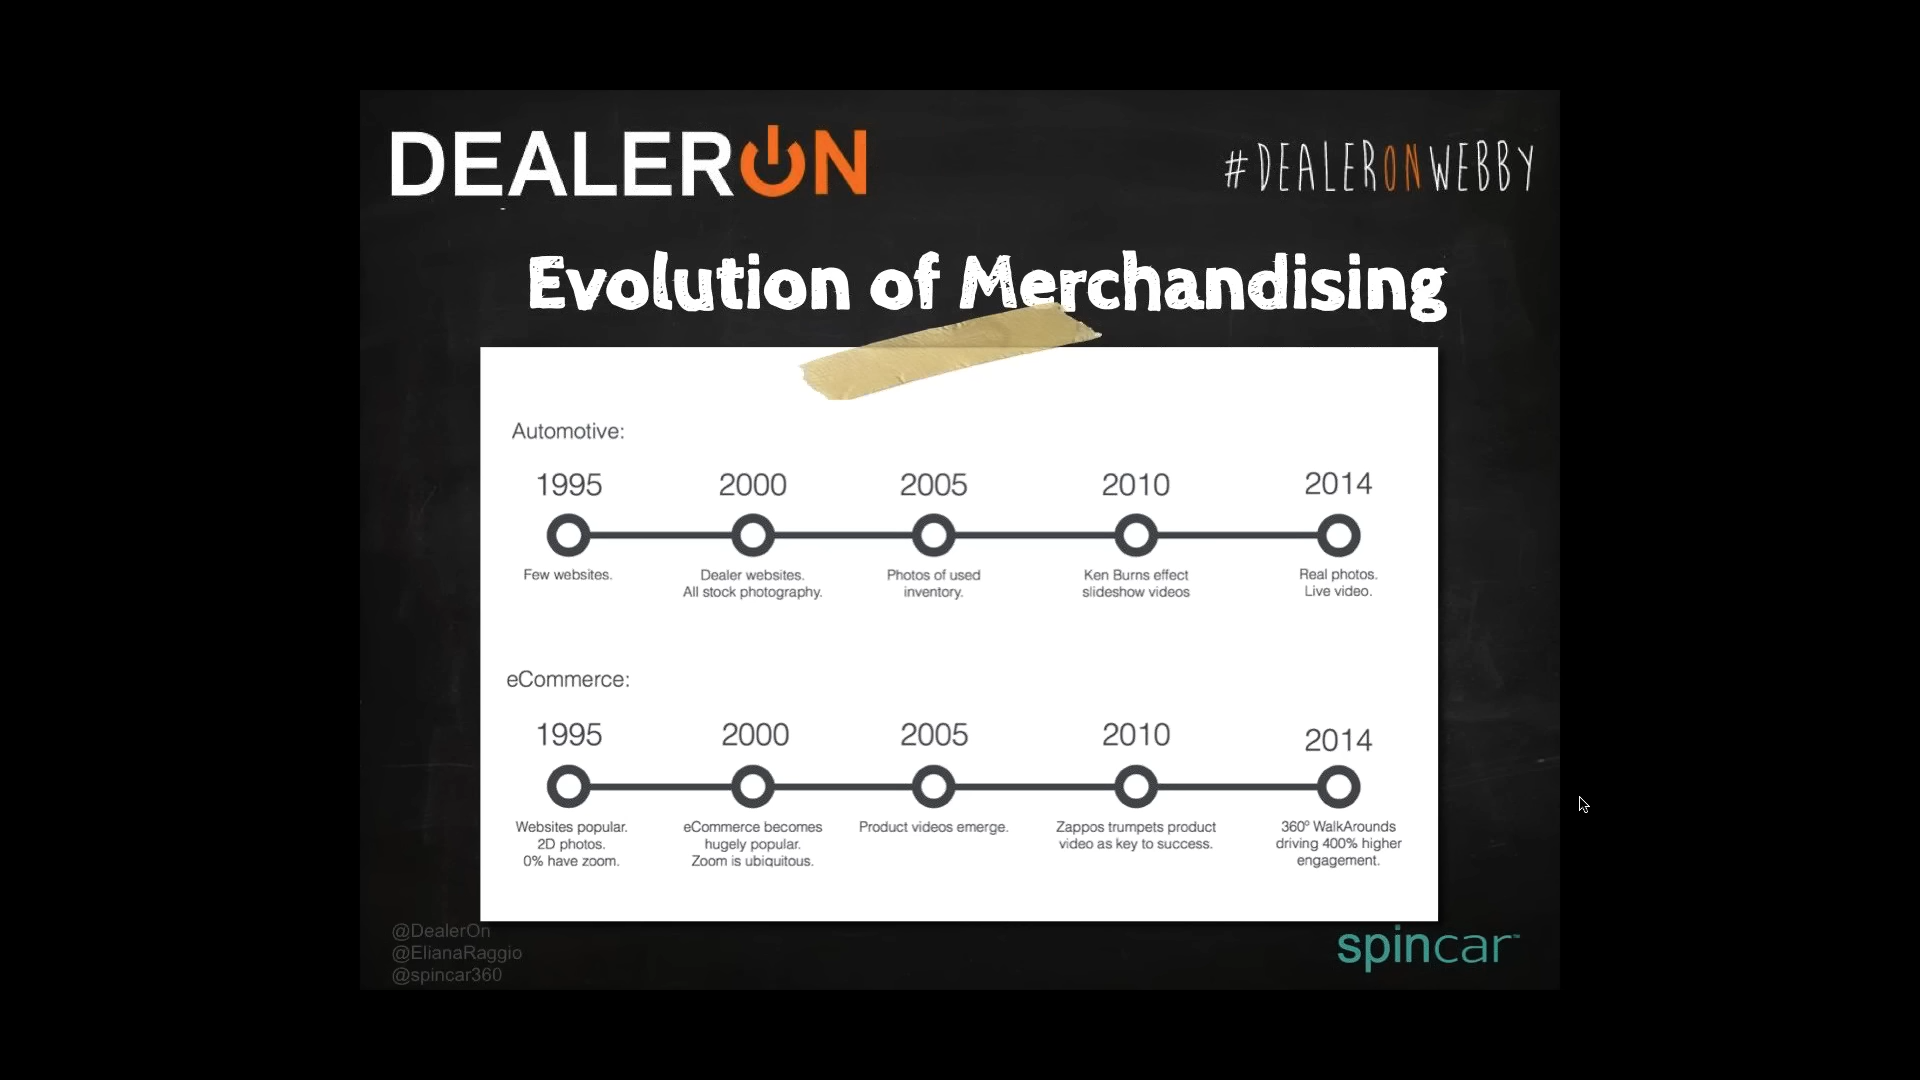 DEALERON
#DEALERONWEBBY
Evolution of Merchandising
Automotive:
1995
2000
2005
2010
2014
Few websites.
Dealer websites.
All stock photography.
Photos of used
inventory.
Ken Burns effect
slideshow videos
Real photos.
Live video.
eCommerce:
1995
2000
2005
2010
2014
Websites popular.
2D photos.
0% have zoom.
eCommerce becomes
hugely popular.
Zoom is ubiquitous.
Product videos emerge.
Zappos trumpets product
video as key to success.
360º WalkArounds
driving 400% higher
engagement.
@DealerOn
@ElianaRaggio
@spincar360
spincar™